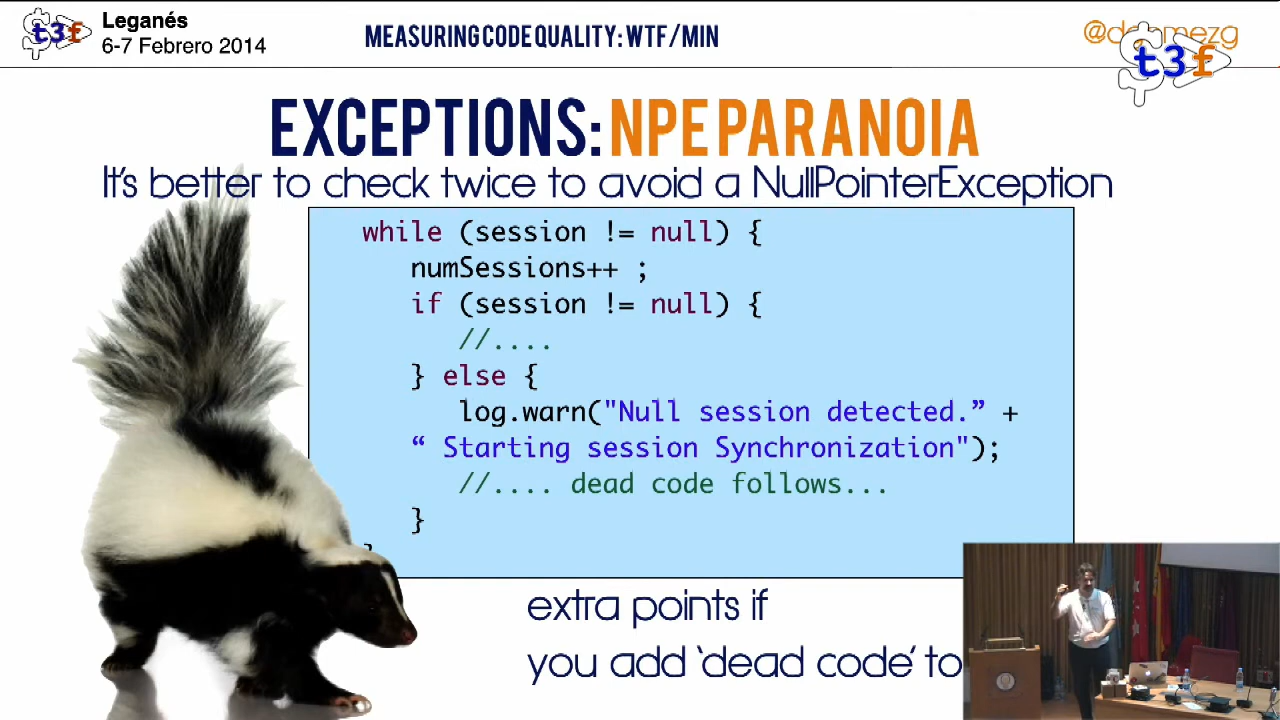 t3f
Leganés
6-7 Febrero 2014
MEASURING CODE QUALITY: WTF/MIN
t3f
EXCEPTIONS: NPE PARANOIA
It's better to check twice to avoid a NullPointerException
while (session != null) {
numSessions++ ;
if (session != null) {
//....
} else {
log.warn("Null session detected.” +
“ Starting session Synchronization");
//.... dead code follows...
}
}
extra points if
you add ‘dead code’ to